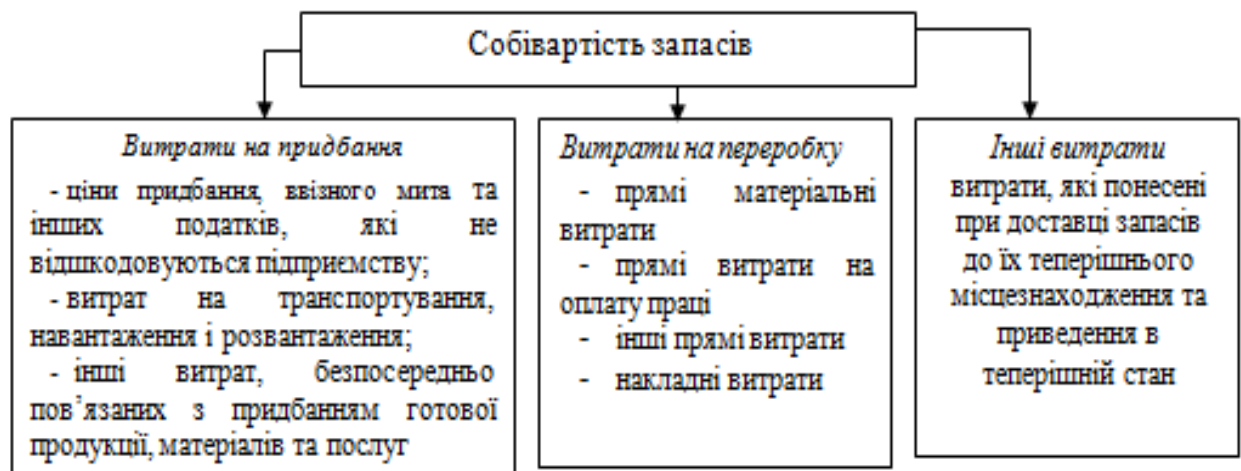 Собівартість запасів
Витрати на придбання
- ціни придбання, ввізного мита та
інших податків, які не
відшкодовуються підприємству;
- витрат на транспортування,
навантаження і розвантаження;
- інші витрат, безпосередньо
пов’язаних з придбанням готової
продукції, матеріалів та послуг
Витрати на переробку
- прямі матеріальні
витрати
- прямі витрати на
оплату праці
- інші прямі витрати
- накладні витрати
Інші витрати
витрати, які понесені
при доставці запасів
до їх теперішнього
місцезнаходження та
приведення в
теперішній стан